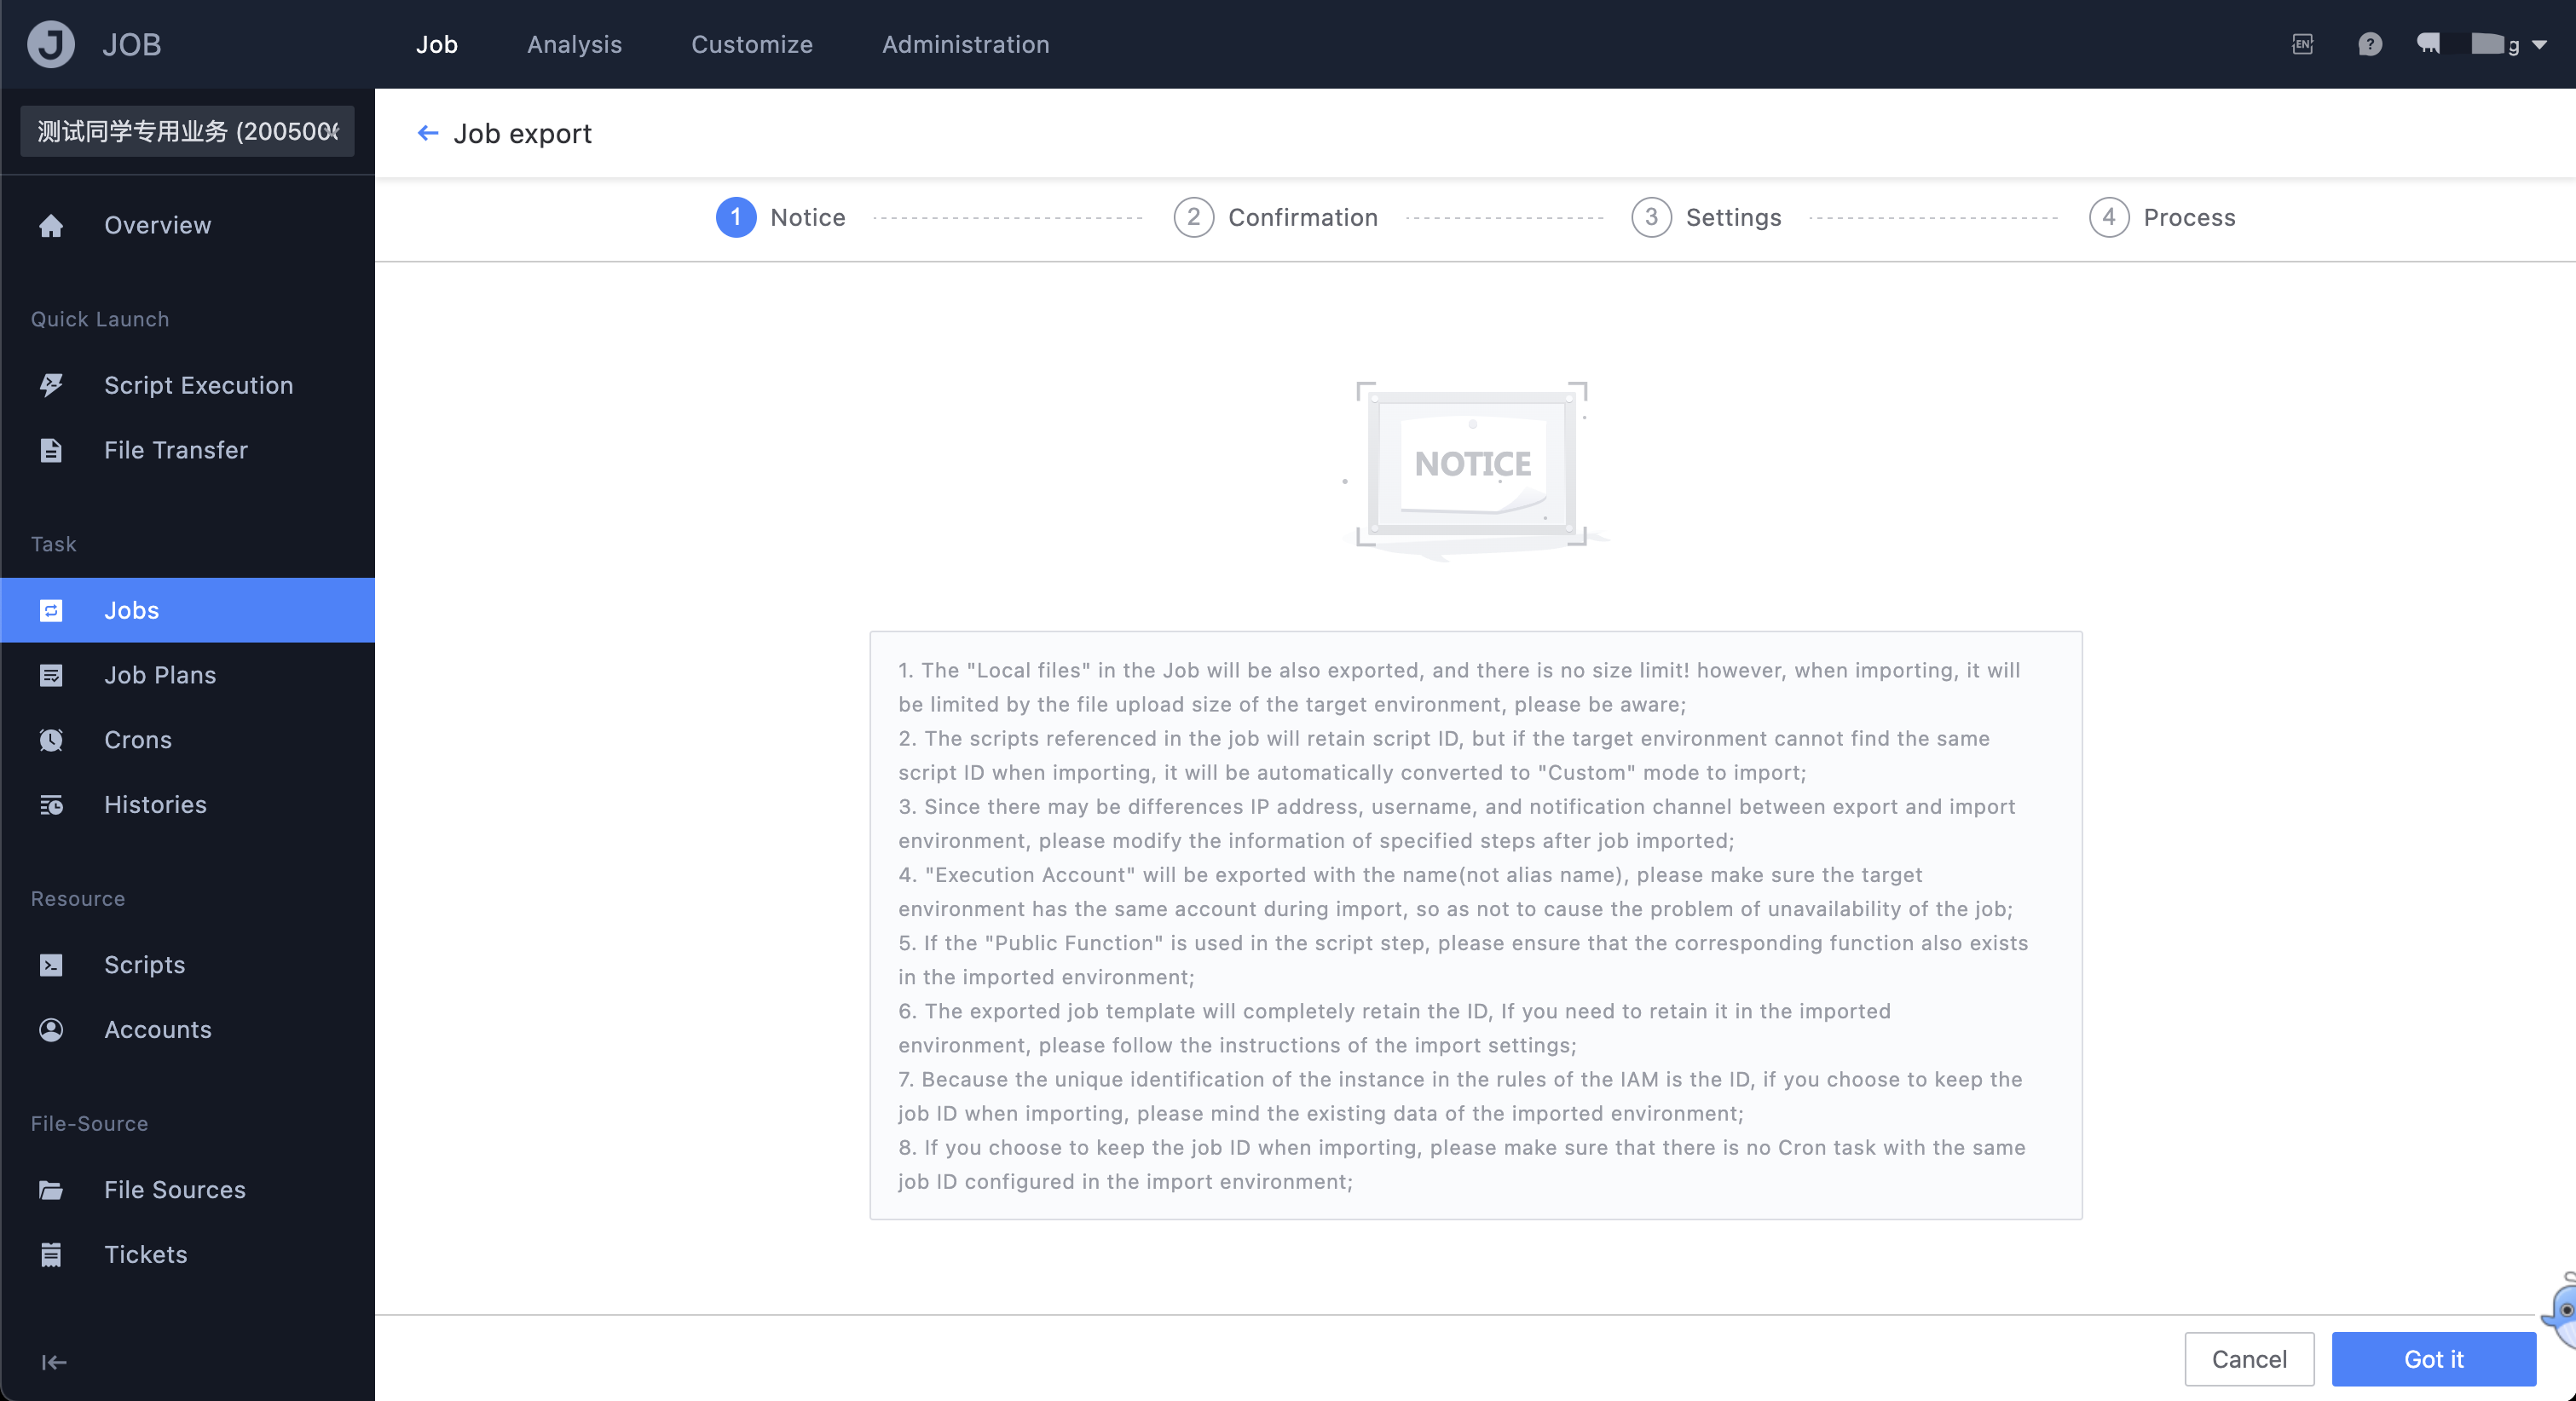 JOB
Job
Analysis
Customize
Administration
EN
?
g
测试同学专用业务 (200500
Job export
1 Notice
2 Confirmation
3 Settings
4 Process
Overview
Quick Launch
Script Execution
File Transfer
Task
Jobs
Job Plans
Crons
Histories
Resource
Scripts
Accounts
File-Source
File Sources
Tickets
NOTICE
1. The "Local files" in the Job will be also exported, and there is no size limit! however, when importing, it will
be limited by the file upload size of the target environment, please be aware;
2. The scripts referenced in the job will retain script ID, but if the target environment cannot find the same
script ID when importing, it will be automatically converted to "Custom" mode to import;
3. Since there may be differences IP address, username, and notification channel between export and import
environment, please modify the information of specified steps after job imported;
4. "Execution Account" will be exported with the name(not alias name), please make sure the target
environment has the same account during import, so as not to cause the problem of unavailability of the job;
5. If the "Public Function" is used in the script step, please ensure that the corresponding function also exists
in the imported environment;
6. The exported job template will completely retain the ID, If you need to retain it in the imported
environment, please follow the instructions of the import settings;
7. Because the unique identification of the instance in the rules of the IAM is the ID, if you choose to keep the
job ID when importing, please mind the existing data of the imported environment;
8. If you choose to keep the job ID when importing, please make sure that there is no Cron task with the same
job ID configured in the import environment;
Cancel
Got it